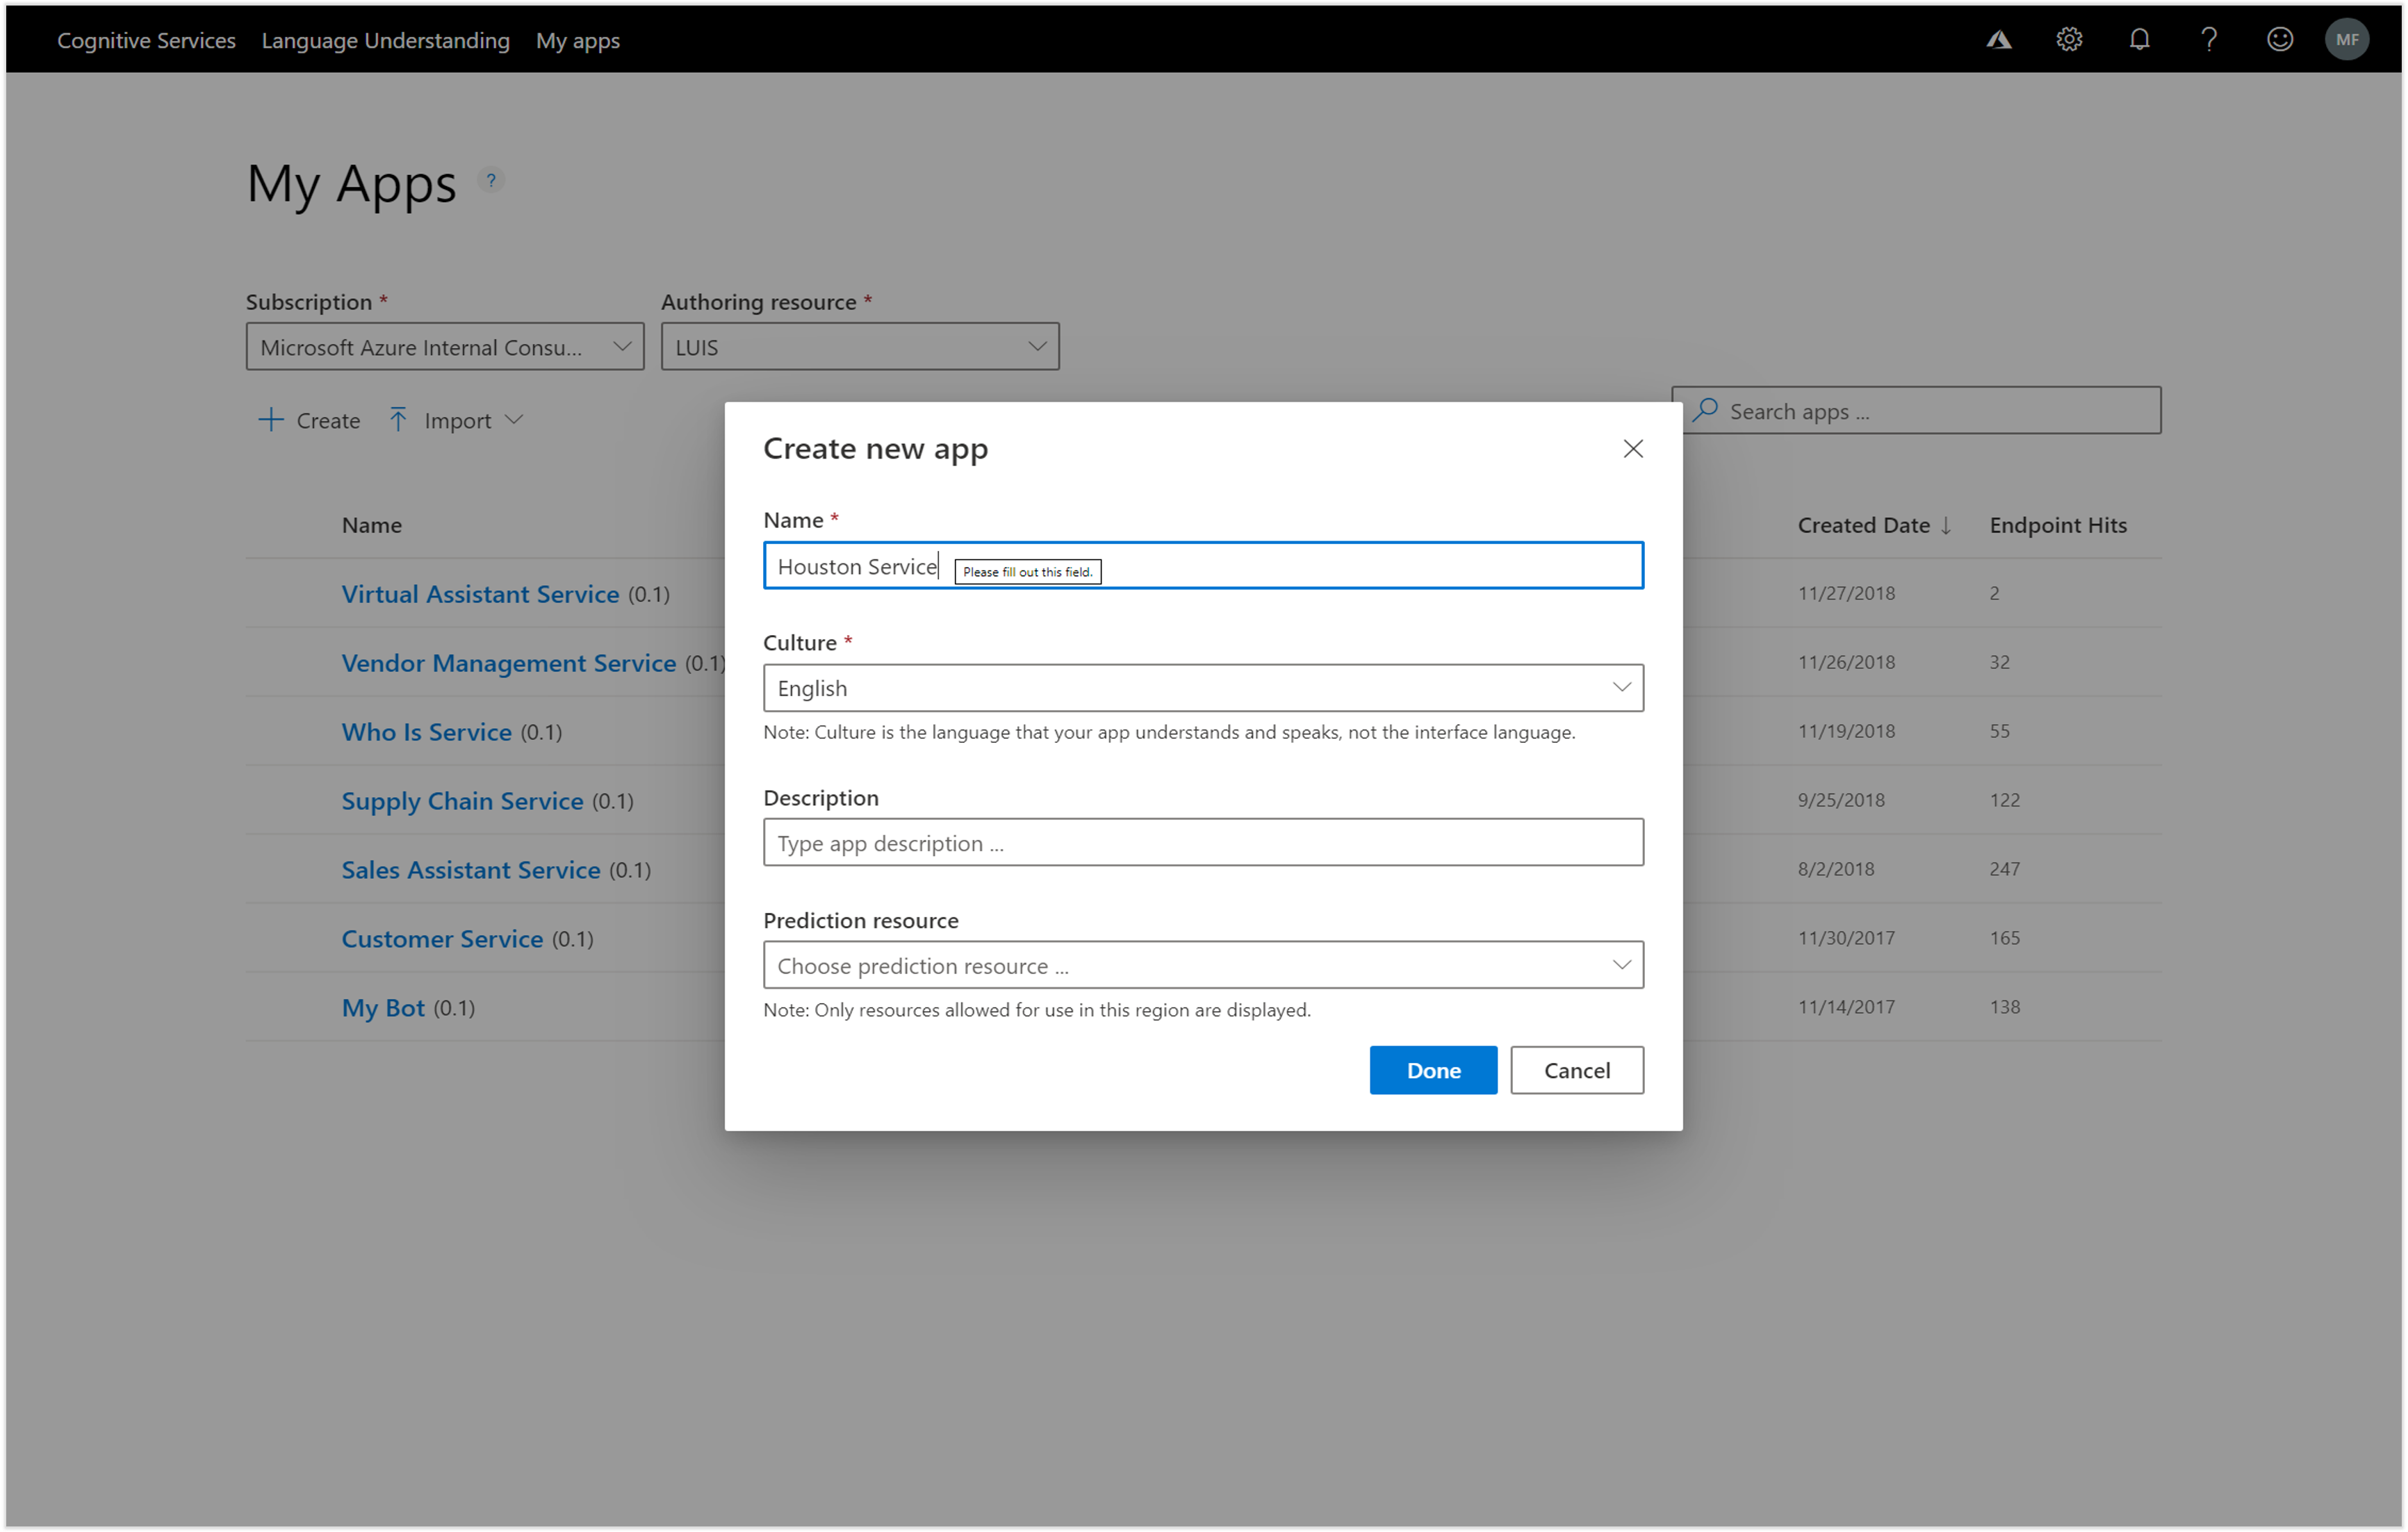 Cognitive Services Language Understanding My apps MF
My Apps ?
Subscription * Authoring resource *
Microsoft Azure Internal Consu... LUIS
Create Import
Search apps ...
Name Created Date ↓ Endpoint Hits
Virtual Assistant Service (0.1) 11/27/2018 2
Vendor Management Service (0.1) 11/26/2018 32
Who Is Service (0.1) 11/19/2018 55
Supply Chain Service (0.1) 9/25/2018 122
Sales Assistant Service (0.1) 8/2/2018 247
Customer Service (0.1) 11/30/2017 165
My Bot (0.1) 11/14/2017 138
Create new app
Name *
Houston Service Please fill out this field.
Culture *
English
Note: Culture is the language that your app understands and speaks, not the interface language.
Description
Type app description ...
Prediction resource
Choose prediction resource ...
Note: Only resources allowed for use in this region are displayed.
Done Cancel